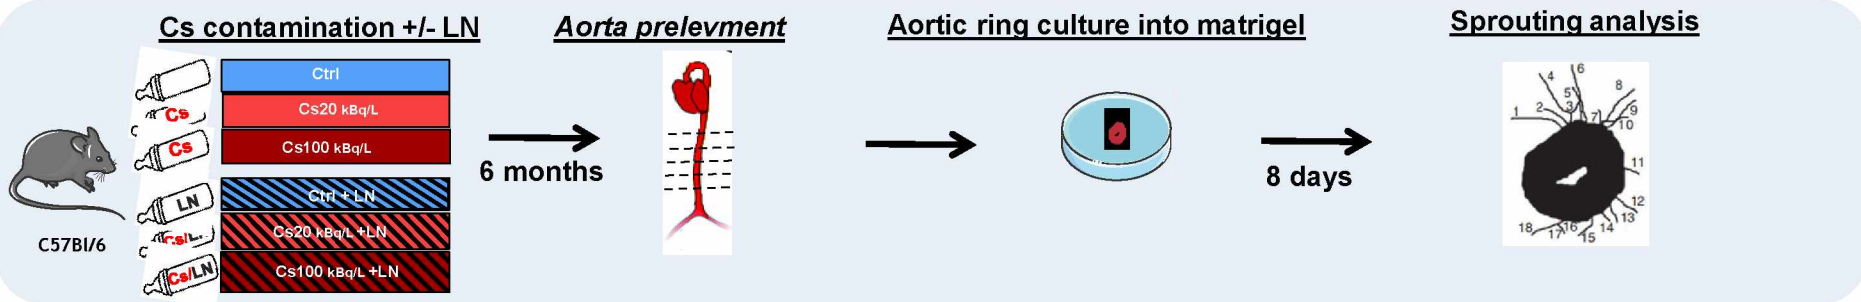 Cs contamination +/- LN
Aorta prelevment
Aortic ring culture into matrigel
Sprouting analysis
Ctrl
Cs
Cs20 kBq/L
Cs
Cs100 kBq/L
LN
Ctrl + LN
Cs/L.
Cs20 kBq/L +LN
Cs/LN
Cs100 kBq/L +LN
C57Bl/6
6 months
8 days
1
2
3
4
5
6
7
8
9
10
11
12
13
14
15
16
17
18